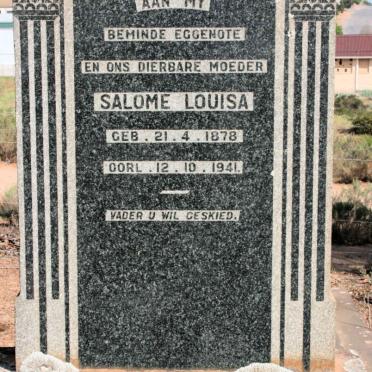 AAN MY
BEMINDE EGGENOTE
EN ONS DIERBARE MOEDER
SALOME LOUISA
GEB. 21.4.1878
OORL. 12.10.1941.
VADER U WIL GESKIED.